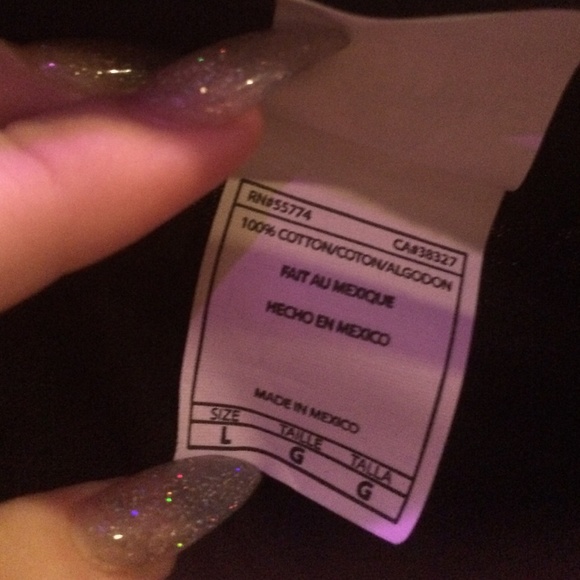 RN#55774 CA#38327
100% COTTON/COTON/ALGODON
FAIT AU MEXIQUE
HECHO EN MEXICO
MADE IN MEXICO
SIZE TAILLE TALLA
L G G